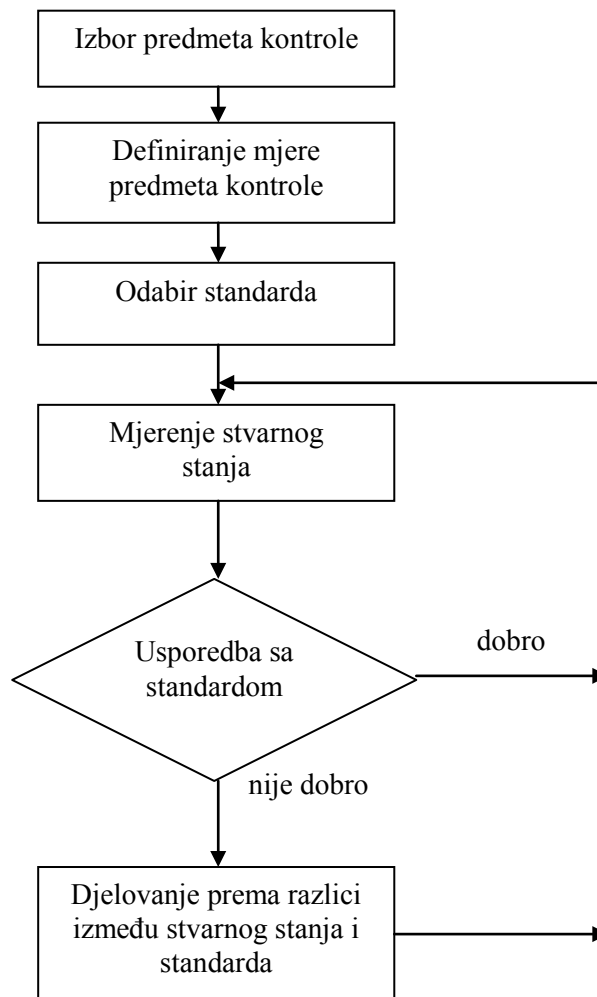 Izbor predmeta kontrole
Definiranje mjere
predmeta kontrole
Odabir standarda
Mjerenje stvarnog
stanja
Usporedba sa
standardom
dobro
nije dobro
Djelovanje prema razlici
između stvarnog stanja i
standarda